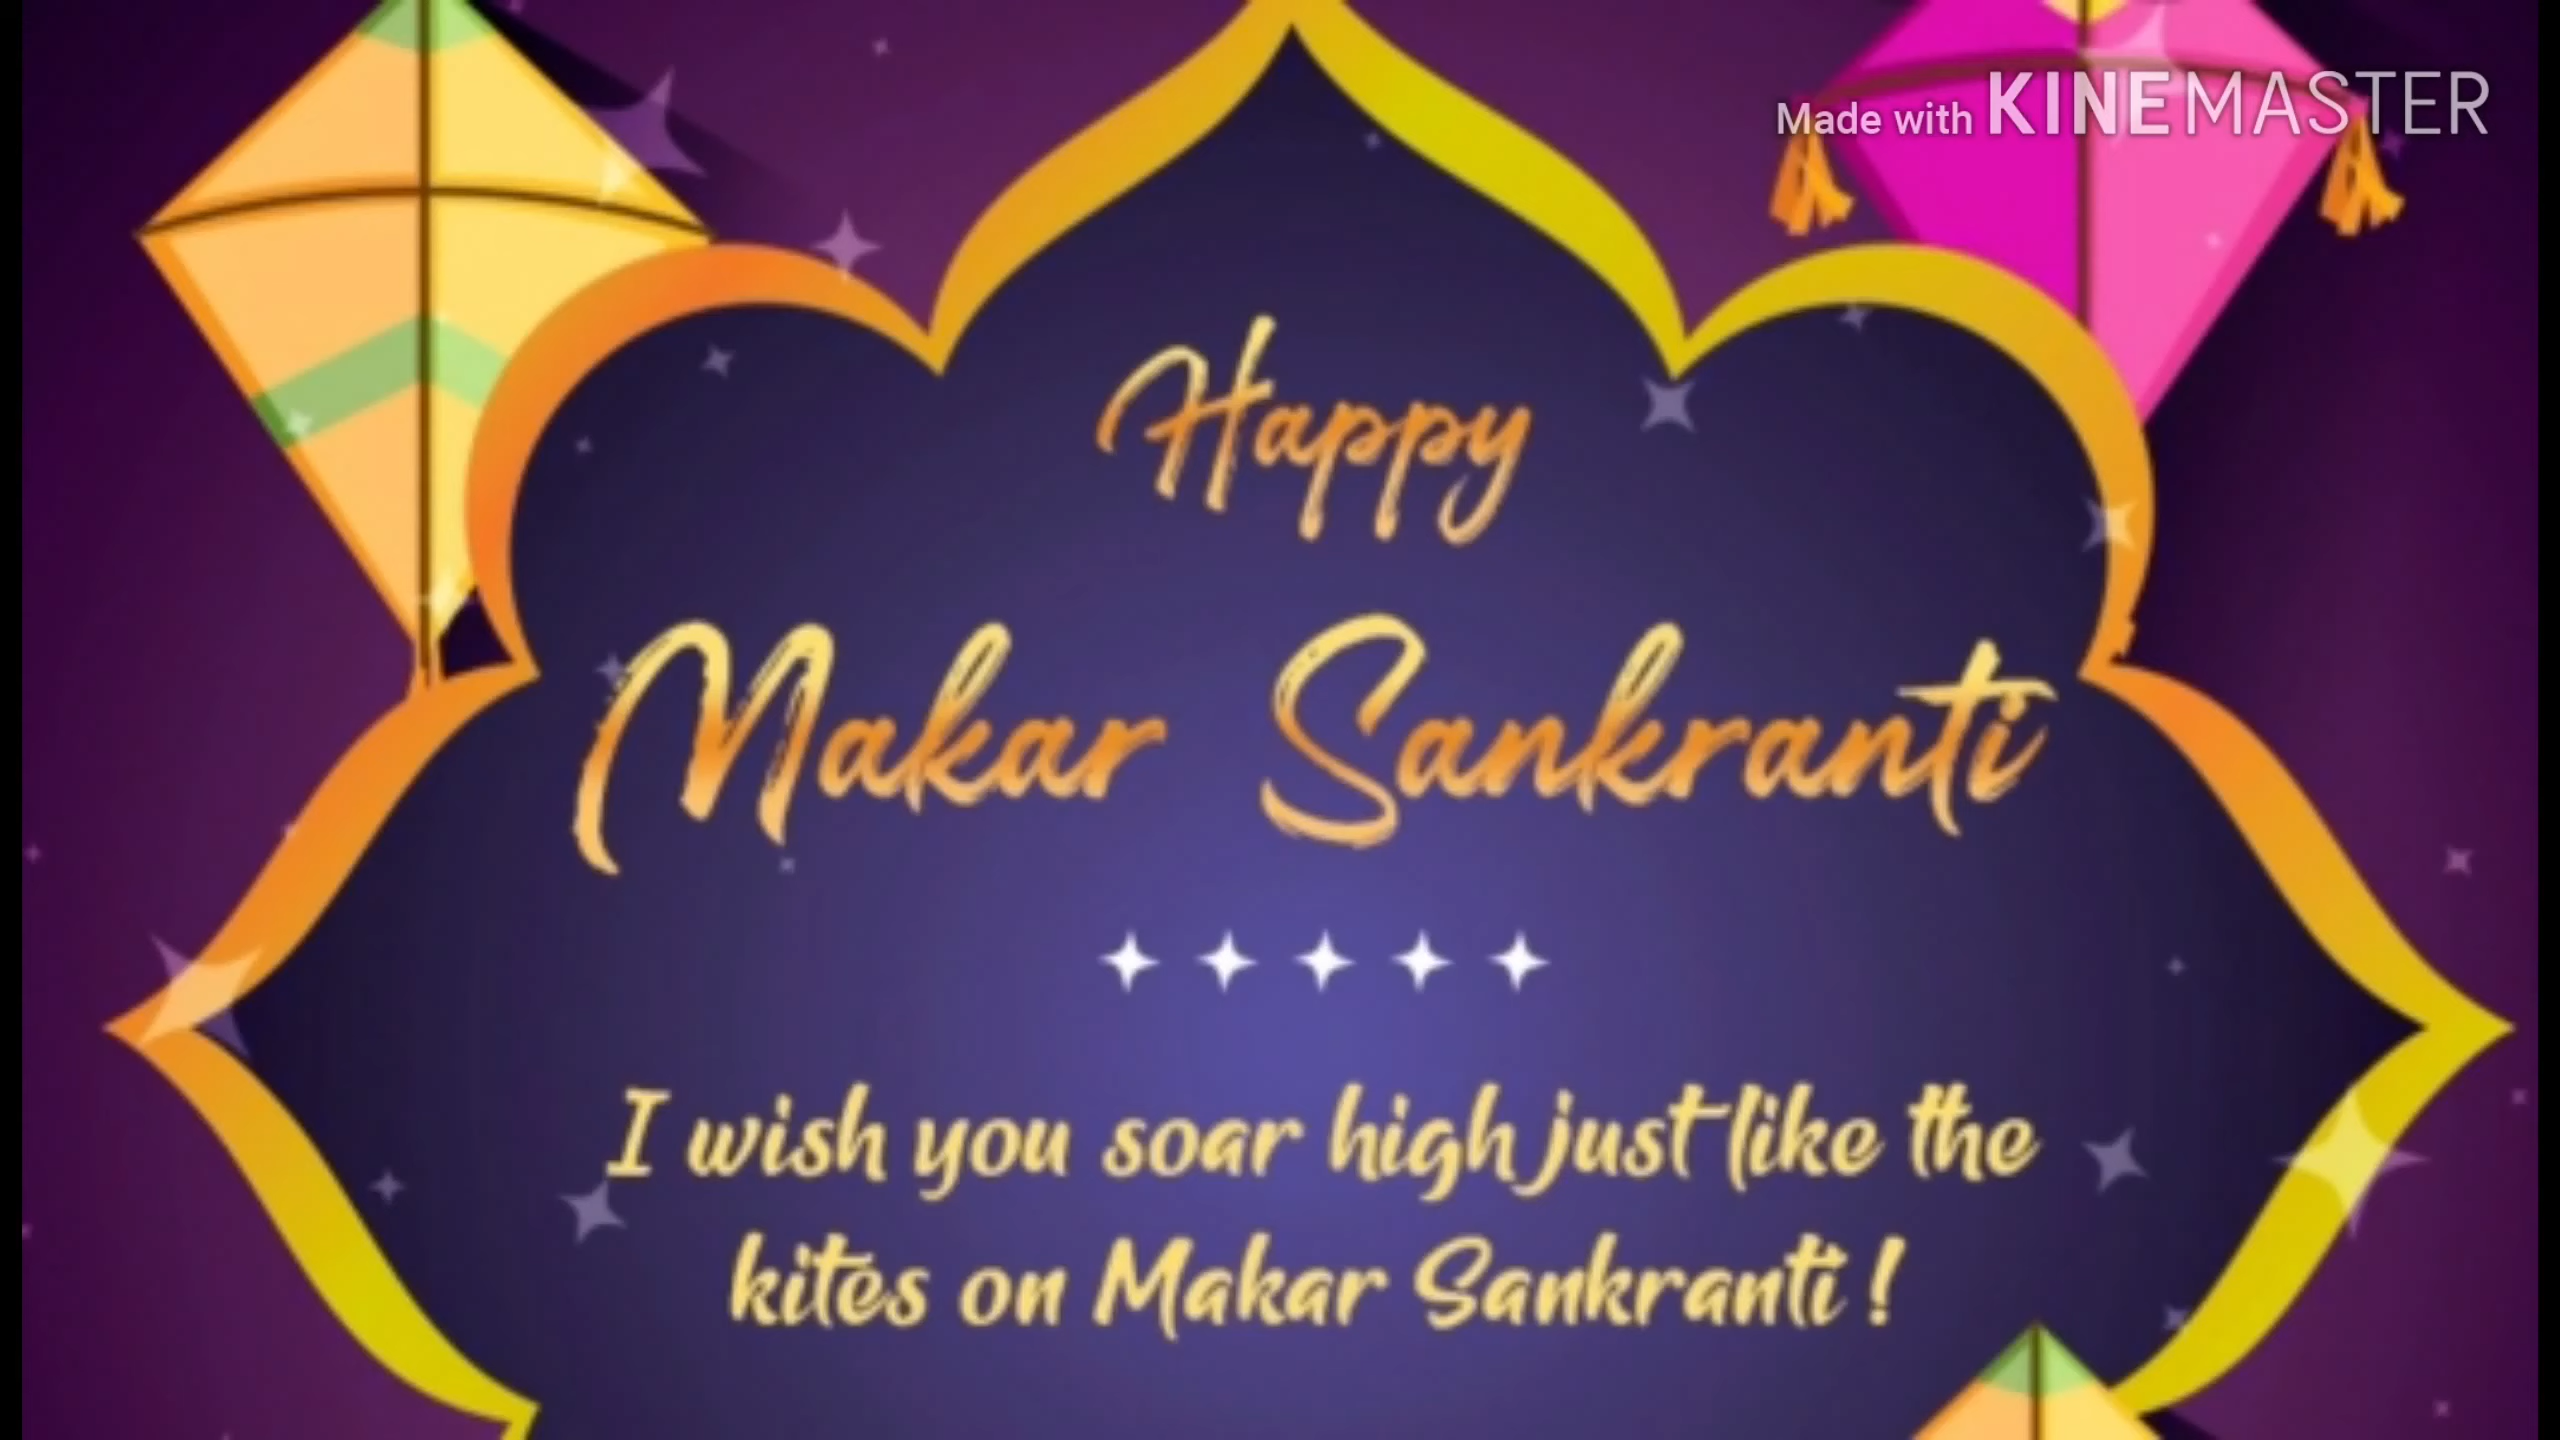 Made with KINEMASTER
Happy
Makar Sankranti
I wish you soar high just like the
kites on Makar Sankranti !